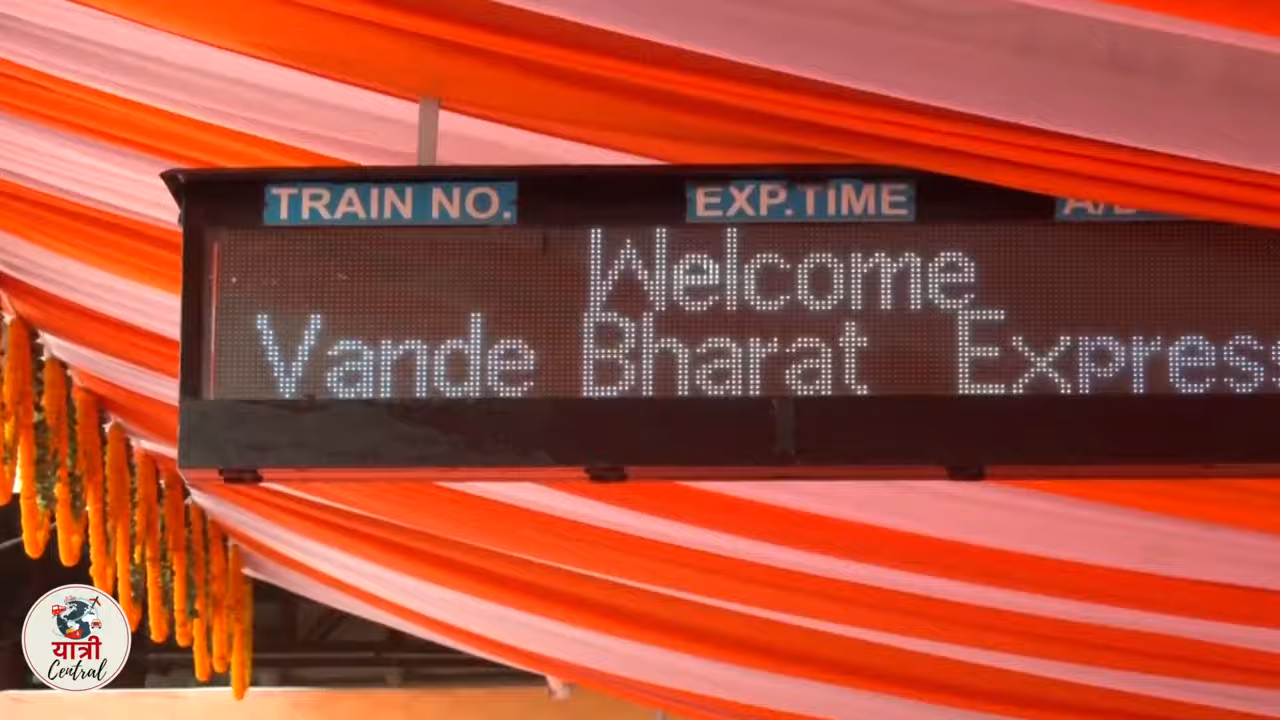 TRAIN NO. EXP.TIME
Welcome
Vande Bharat Express
यात्री
Central